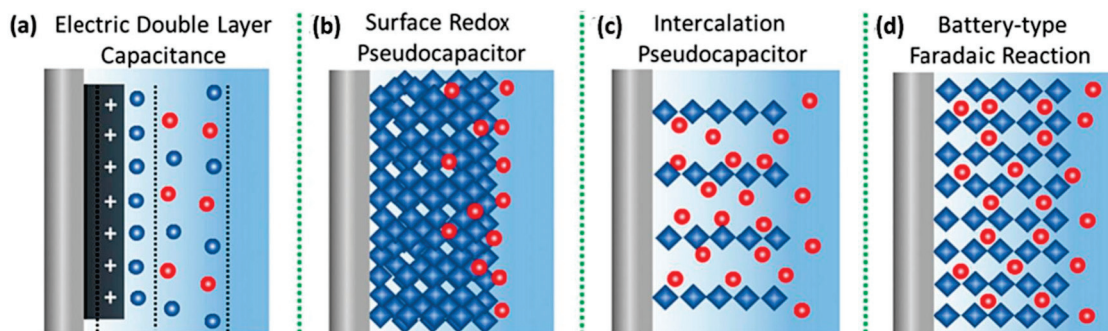 (a) Electric Double Layer
Capacitance
(b) Surface Redox
Pseudocapacitor
(c) Intercalation
Pseudocapacitor
(d) Battery-type
Faradaic Reaction
+
+
+
+
+
+
+